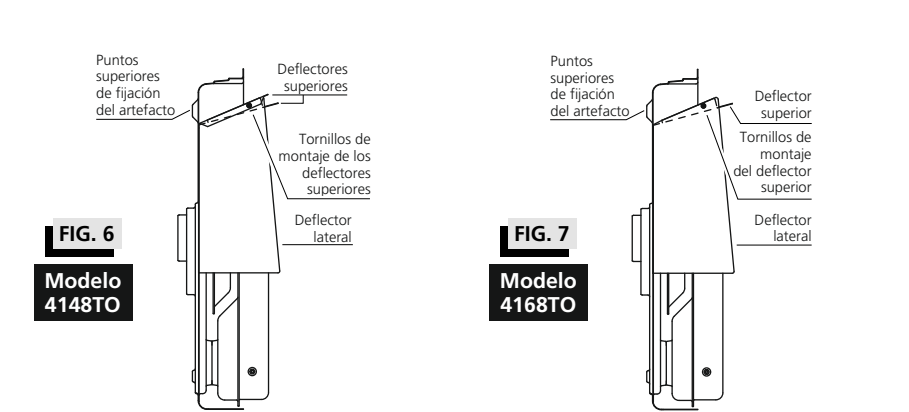 Puntos
superiores
de fijación
del artefacto
Deflectores
superiores
Tornillos de
montaje de los
deflectores
superiores
Deflector
lateral
FIG. 6
Modelo
4148TO
Puntos
superiores
de fijación
del artefacto
Deflector
superior
Tornillos de
montaje
del deflector
superior
Deflector
lateral
FIG. 7
Modelo
4168TO